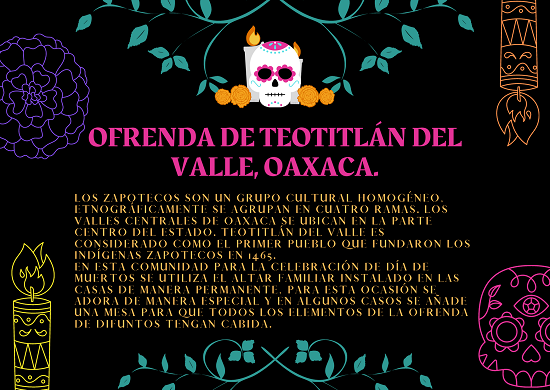 OFRENDA DE TEOTITLÁN DEL
VALLE, OAXACA.
LOS ZAPOTECOS SON UN GRUPO CULTURAL HOMOGÉNEO.
ETNOGRÁFICAMENTE SE AGRUPAN EN CUATRO RAMAS. LOS
VALLES CENTRALES DE OAXACA SE UBICAN EN LA PARTE
CENTRO DEL ESTADO. TEOTITLÁN DEL VALLE ES
CONSIDERADO COMO EL PRIMER PUEBLO QUE FUNDARON LOS
INDÍGENAS ZAPOTECOS EN 1465.
EN ESTA COMUNIDAD PARA LA CELEBRACIÓN DE DÍA DE
MUERTOS SE UTILIZA EL ALTAR FAMILIAR INSTALADO EN LAS
CASAS DE MANERA PERMANENTE. PARA ESTA OCASIÓN SE
ADORA DE MANERA ESPECIAL Y EN ALGUNOS CASOS SE AÑADE
UNA MESA PARA QUE TODOS LOS ELEMENTOS DE LA OFRENDA
DE DIFUNTOS TENGAN CABIDA.